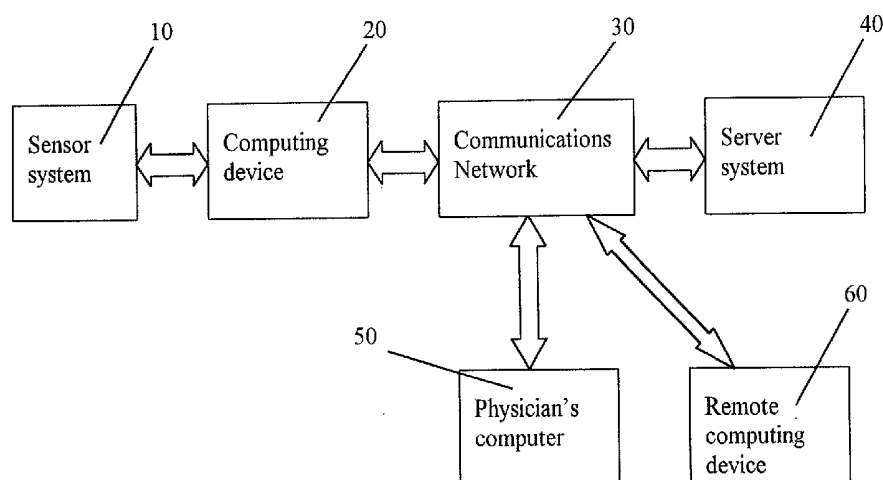 10
20
30
40
Sensor
system
Computing
device
Communications
Network
Server
system
50
60
Physician's
computer
Remote
computing
device